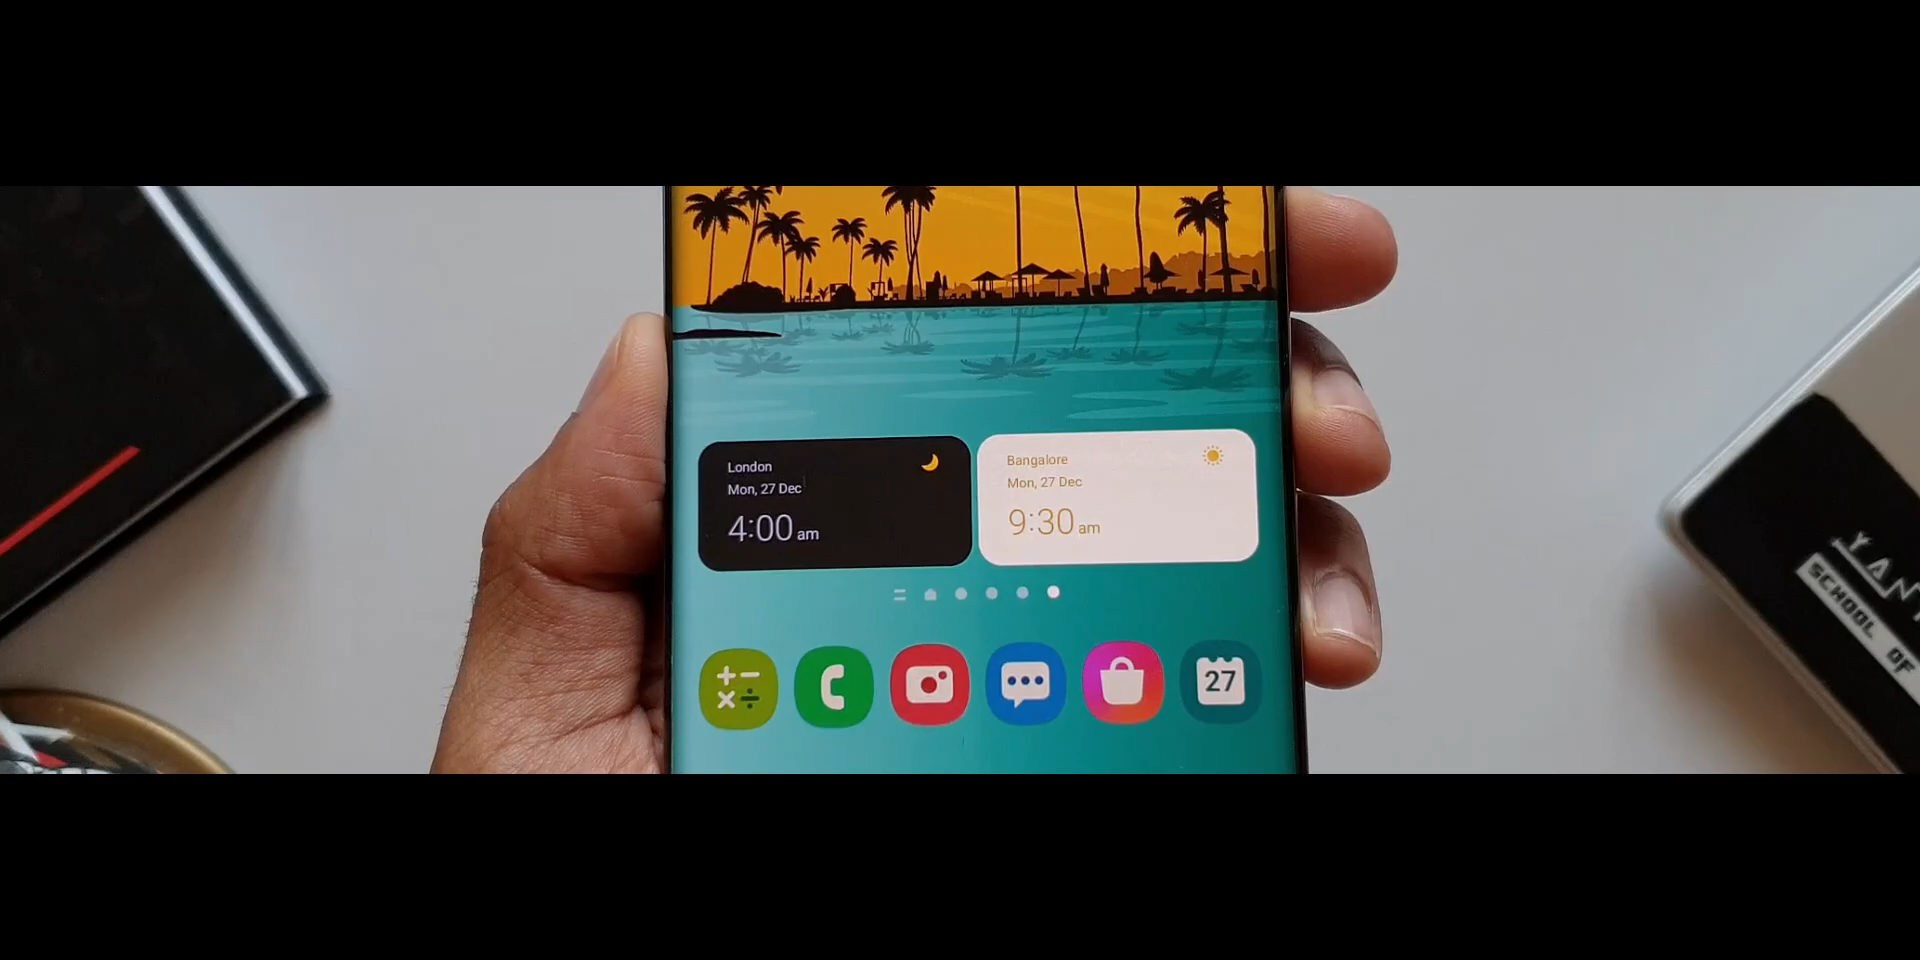 London
Mon, 27 Dec
4:00 am
Bangalore
Mon, 27 Dec
9:30 am
27
SCHOOL OF